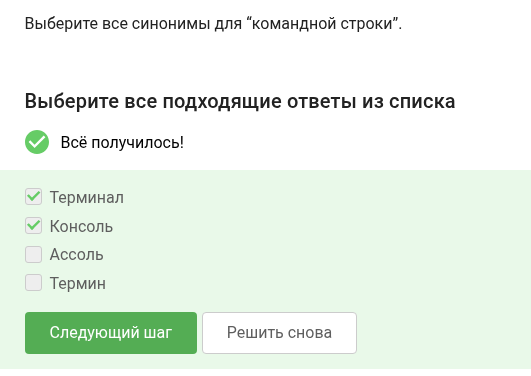 Выберите все синонимы для “командной строки”.
Выберите все подходящие ответы из списка
Всё получилось!
Терминал
Консоль
Ассоль
Термин
Следующий шаг
Решить снова